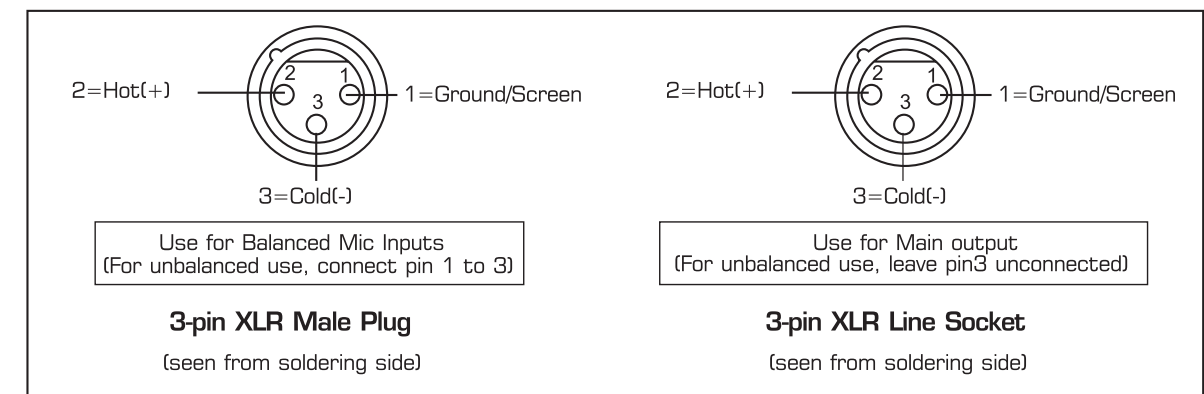 2 1
2=Hot(+)
3
1=Ground/Screen
3=Cold(-)
Use for Balanced Mic Inputs
(For unbalanced use, connect pin 1 to 3)
3-pin XLR Male Plug
(seen from soldering side)
2 1
2=Hot(+)
3
1=Ground/Screen
3=Cold(-)
Use for Main output
(For unbalanced use, leave pin3 unconnected)
3-pin XLR Line Socket
(seen from soldering side)